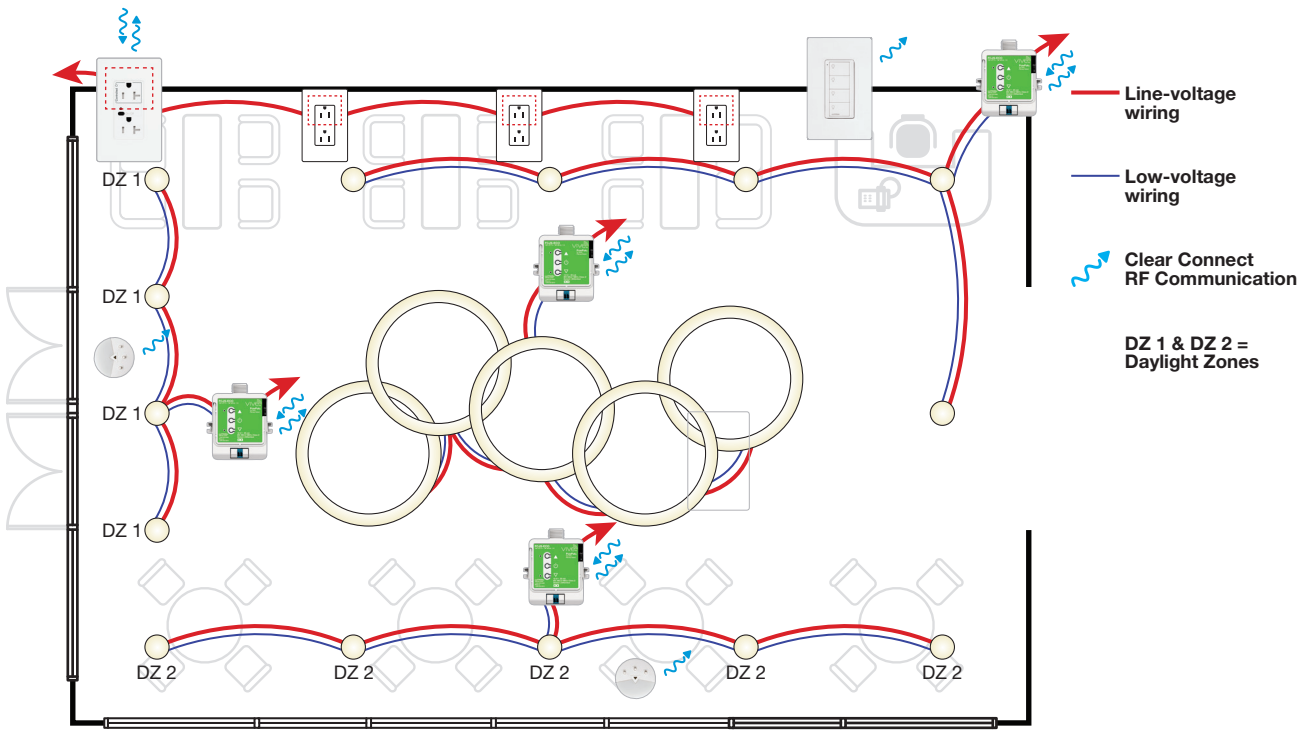 Line-voltage
wiring
Low-voltage
wiring
Clear Connect
RF Communication
DZ 1 & DZ 2 =
Daylight Zones
DZ 1
DZ 1
DZ 1
DZ 1
DZ 2
DZ 2
DZ 2
DZ 2
DZ 2